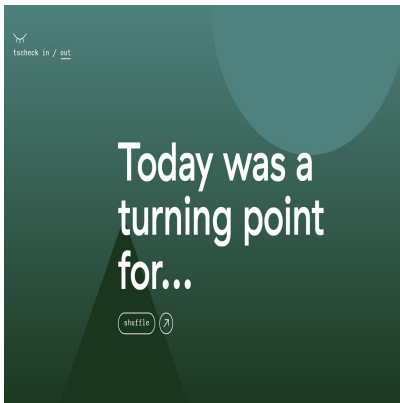 tscheck in / out
Today was a
turning point
for...
shuffle